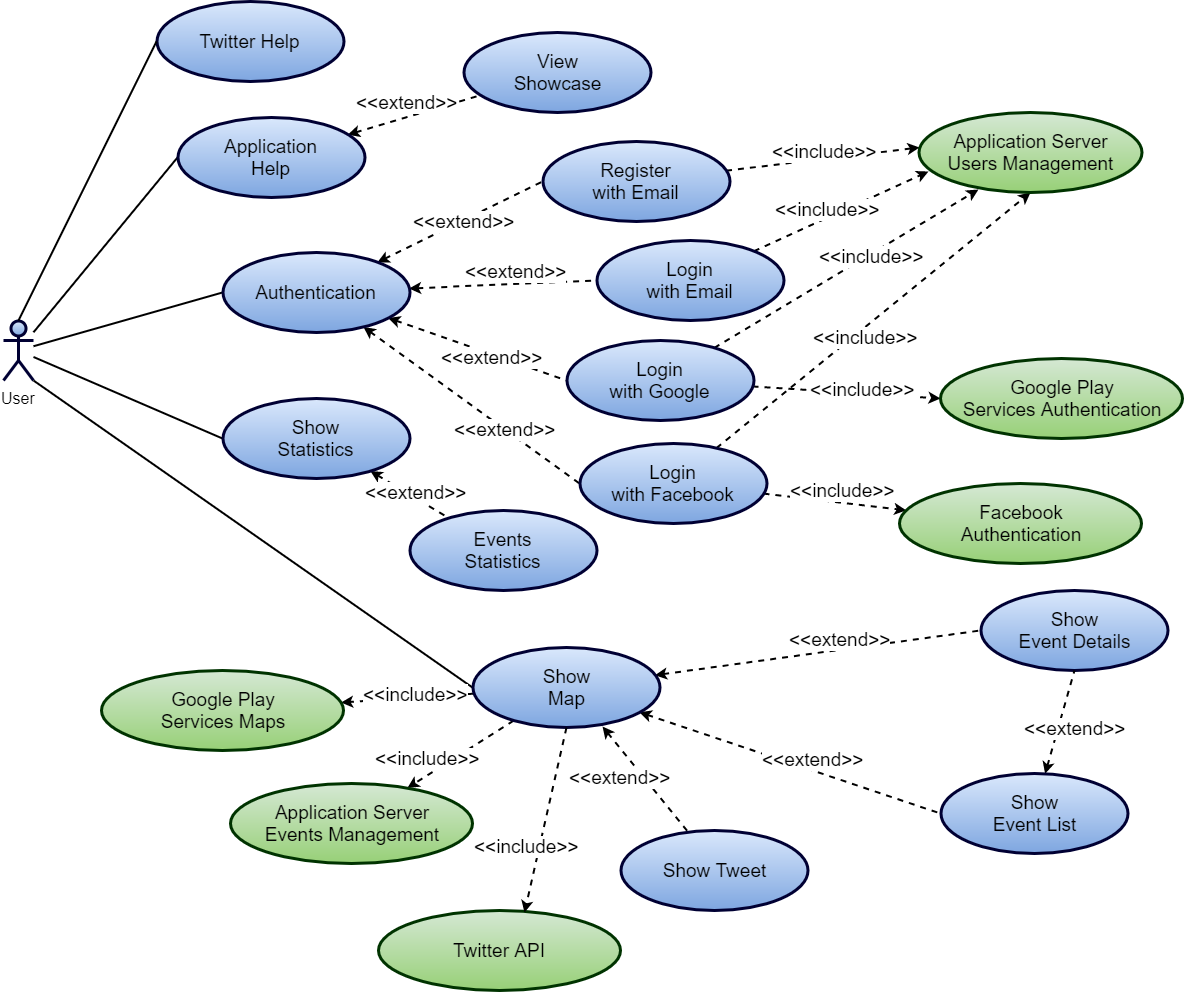 Twitter Help
View
Showcase
<<extend>>
Application
Help
Application Server
Users Management
<<include>>
Register
with Email
<<extend>>
<<include>>
<<include>>
Authentication
<<extend>>
Login
with Email
<<extend>>
Login
with Google
<<include>>
<<include>>
Google Play
Services Authentication
User
<<extend>>
Show
Statistics
Login
with Facebook
<<include>>
<<extend>>
Facebook
Authentication
Events
Statistics
Show
Event Details
<<extend>>
Show
Map
<<include>>
Google Play
Services Maps
<<extend>>
<<include>>
<<extend>>
<<extend>>
Application Server
Events Management
Show
Event List
<<include>>
Show Tweet
Twitter API